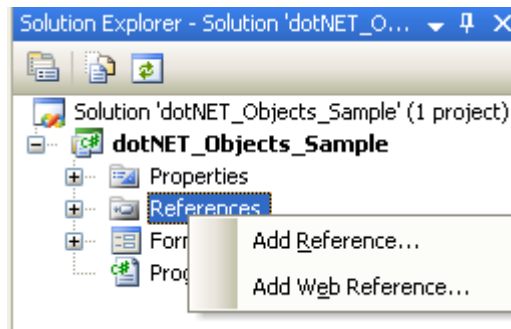 Solution Explorer - Solution 'dotNET_O...
Solution 'dotNET_Objects_Sample' (1 project)
dotNET_Objects_Sample
Properties
References
Add Reference...
Add Web Reference...